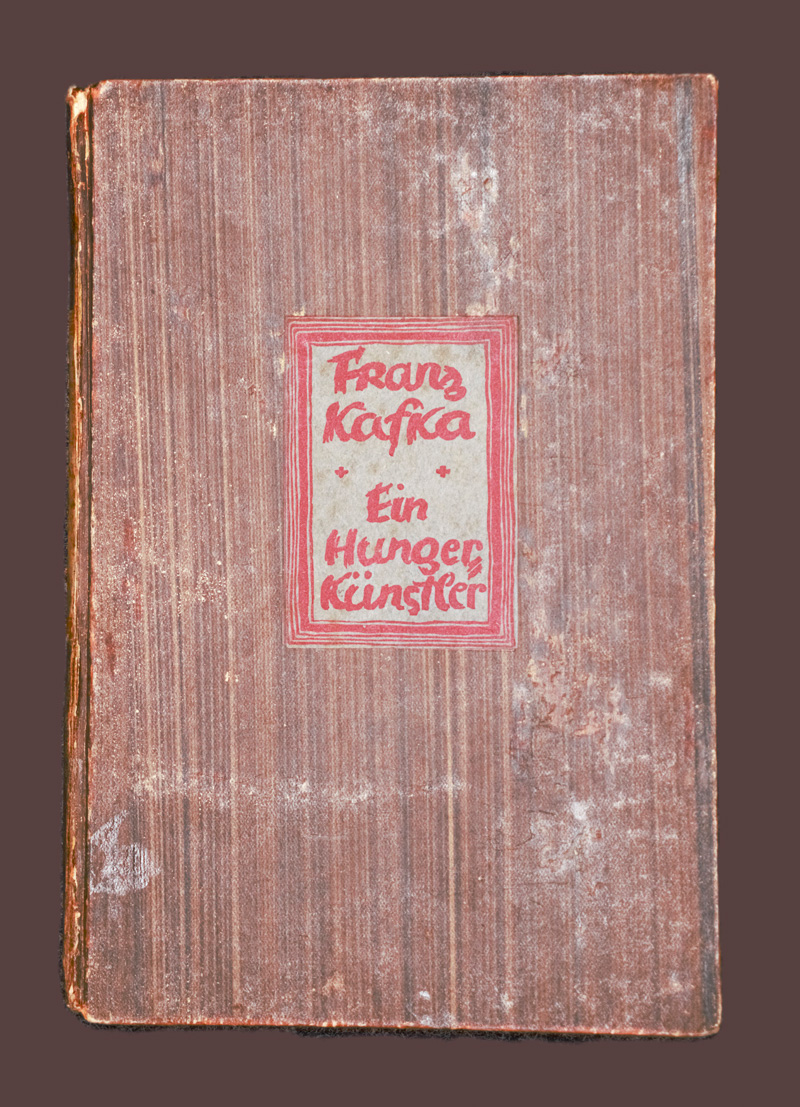 Franz
Kafka
+ +
Ein
Hunger⸗
Künstler